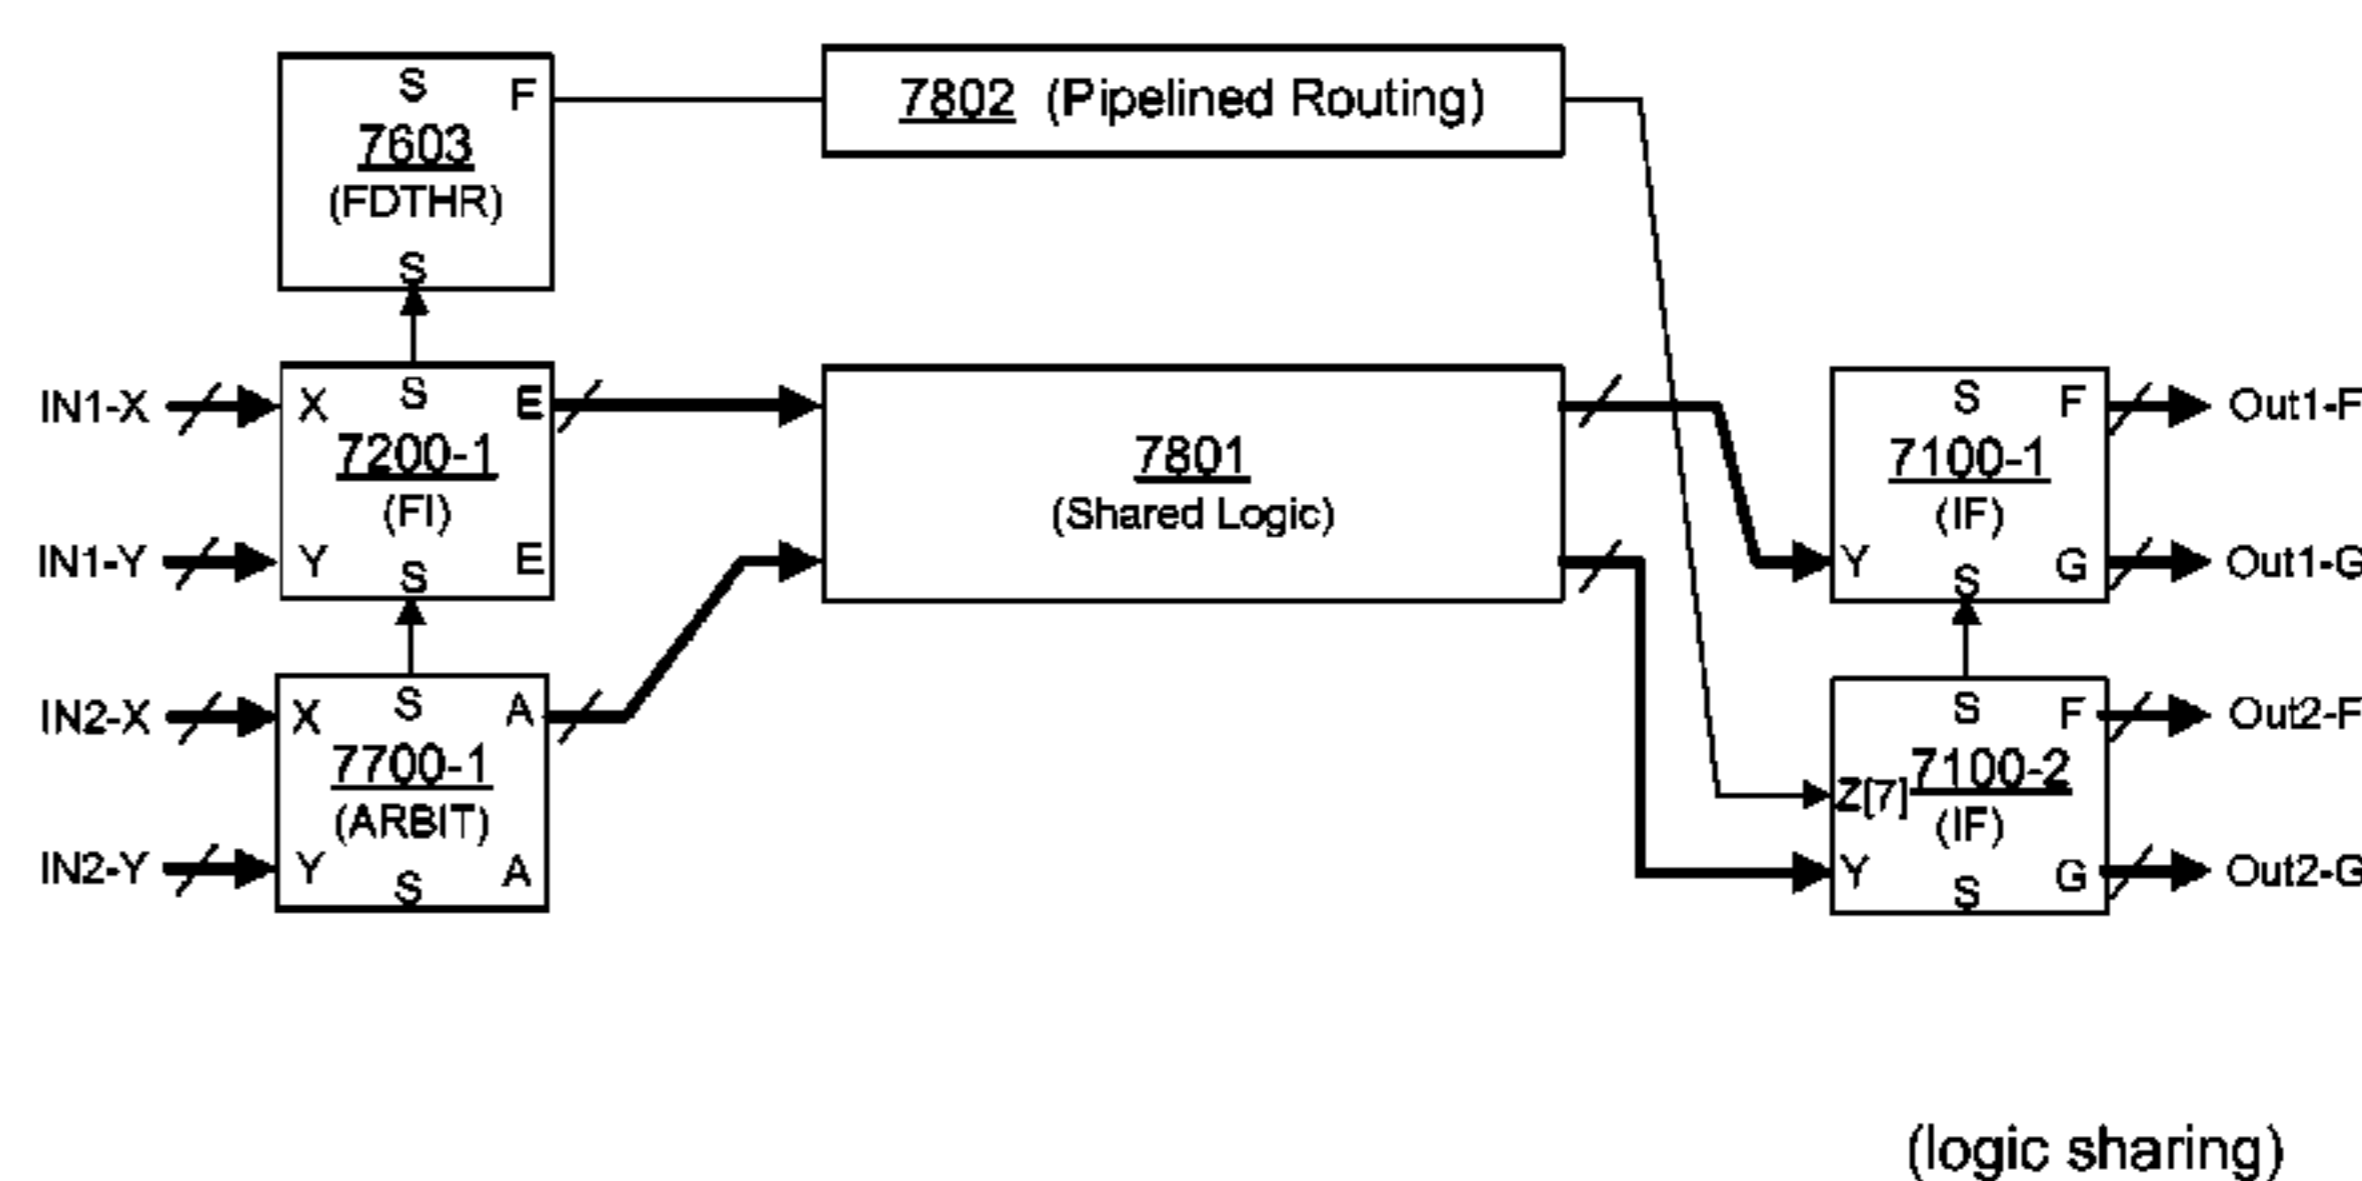 S F
7603
(FDTHR)
S
7802 (Pipelined Routing)
IN1-X
X S E
7200-1
(FI)
IN1-Y
Y S E
7801
(Shared Logic)
S F
7100-1
(IF)
Y S G
Out1-F
Out1-G
IN2-X
X S A
7700-1
(ARBIT)
IN2-Y
Y S A
S F
Z[7] 7100-2
(IF)
Y S G
Out2-F
Out2-G
(logic sharing)